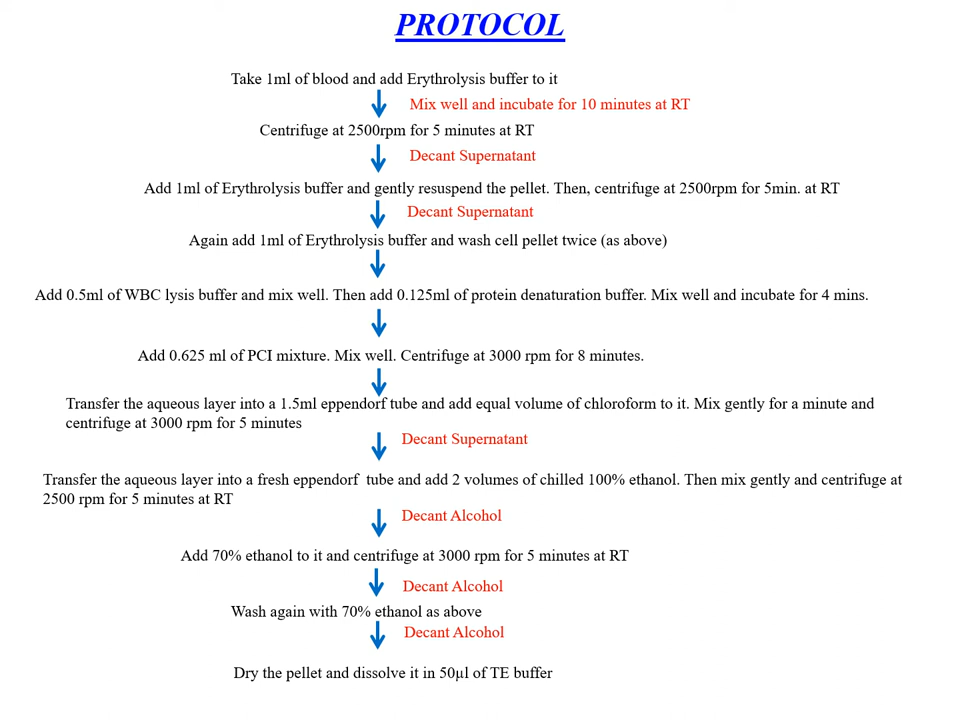 PROTOCOL
Take 1ml of blood and add Erythrolysis buffer to it
Mix well and incubate for 10 minutes at RT
Centrifuge at 2500rpm for 5 minutes at RT
Decant Supernatant
Add 1ml of Erythrolysis buffer and gently resuspend the pellet. Then, centrifuge at 2500rpm for 5min. at RT
Decant Supernatant
Again add 1ml of Erythrolysis buffer and wash cell pellet twice (as above)
Add 0.5ml of WBC lysis buffer and mix well. Then add 0.125ml of protein denaturation buffer. Mix well and incubate for 4 mins.
Add 0.625 ml of PCI mixture. Mix well. Centrifuge at 3000 rpm for 8 minutes.
Transfer the aqueous layer into a 1.5ml eppendorf tube and add equal volume of chloroform to it. Mix gently for a minute and
centrifuge at 3000 rpm for 5 minutes
Decant Supernatant
Transfer the aqueous layer into a fresh eppendorf tube and add 2 volumes of chilled 100% ethanol. Then mix gently and centrifuge at
2500 rpm for 5 minutes at RT
Decant Alcohol
Add 70% ethanol to it and centrifuge at 3000 rpm for 5 minutes at RT
Decant Alcohol
Wash again with 70% ethanol as above
Decant Alcohol
Dry the pellet and dissolve it in 50µl of TE buffer